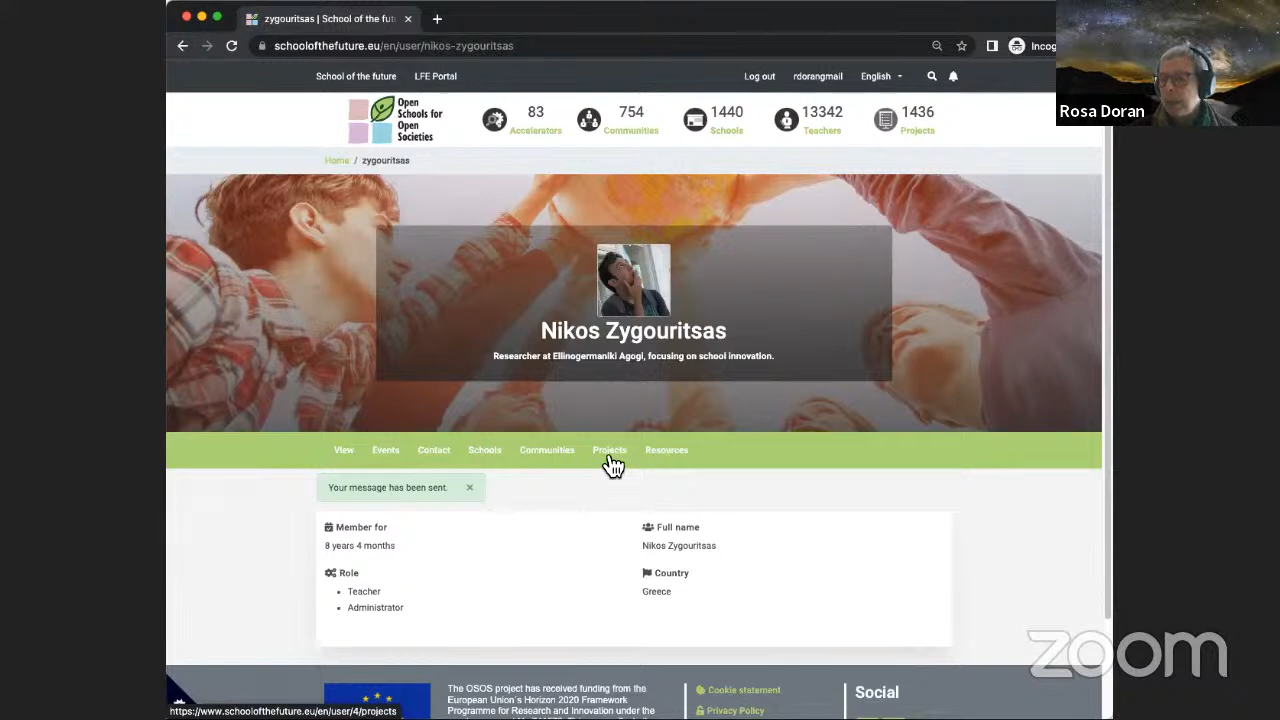 zygouritsas | School of the fut
schoolofthefuture.eu/en/user/nikos-zygouritsas
Incog
Rosa Doran
School of the future
LFE Portal
Log out
rdorangmail
English
Open Schools for Open Societies
83
Accelerators
754
Communities
1440
Schools
13342
Teachers
1436
Projects
Home / zygouritsas
Nikos Zygouritsas
Researcher at Ellinogermaniki Agogi, focusing on school innovation.
View
Events
Contact
Schools
Communities
Projects
Resources
Your message has been sent.
Member for
8 years 4 months
Full name
Nikos Zygouritsas
Role
Teacher
Administrator
Country
Greece
The OSOS project has received funding from the
European Union's Horizon 2020 Framework
Programme for Research and Innovation under the
Cookie statement
Privacy Policy
Social
https://www.schoolofthefuture.eu/en/user/4/projects
zoom